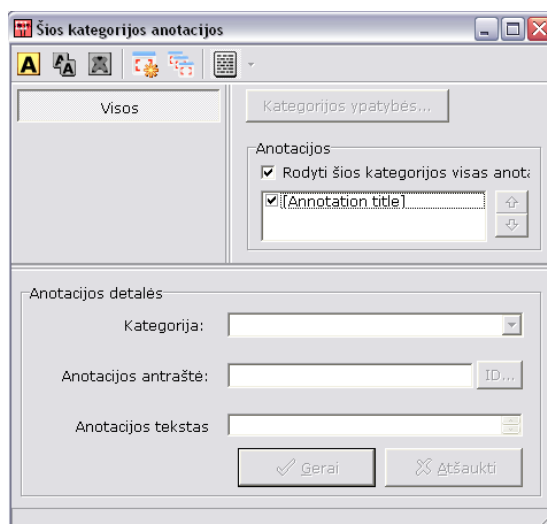 Šios kategorijos anotacijos
Visos
Kategorijos ypatybės...
Anotacijos
Rodyti šios kategorijos visas anota
[Annotation title]
Anotacijos detalės
Kategorija:
Anotacijos antraštė:
ID...
Anotacijos tekstas
Gerai
Atšaukti